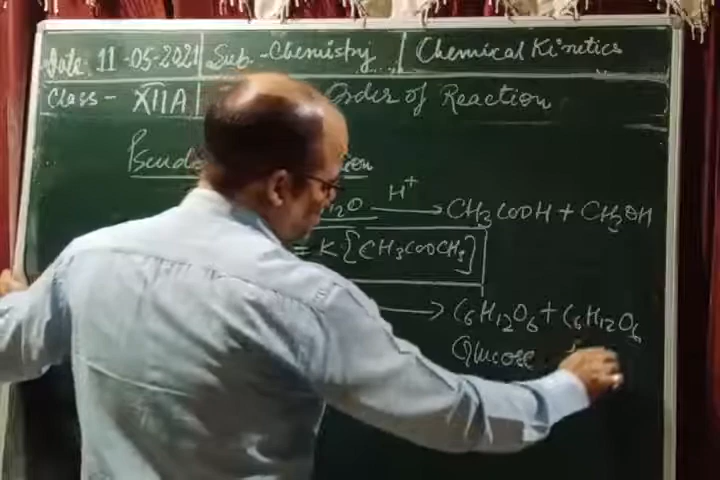 Date 11-05-2021 Sub - Chemistry Chemical Kinetics
Class - XIIA Order of Reaction
H⁺
H₂O → CH₃COOH + CH₃OH
= K [CH₃COOCH₃]
→ C₆H₁₂O₆ + C₆H₁₂O₆
Glucose